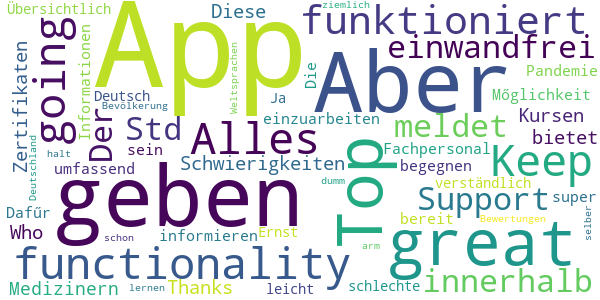 Übersichtlich
App
ziemlich
Diese
funktioniert
going
Informationen
Weltsprachen
Aber
einwandfrei
Zertifikaten
Deutsch
Bevölkerung
Die
Ja
Pandemie
Möglichkeit
Der
Std
Alles
einzuarbeiten
meldet
Kursen
bietet
Deutschland
halt
sein
umfassend
Schwierigkeiten
Top
Fachpersonal
begegnen
Keep
geben
dumm
verständlich
super
Support
Dafür
Who
schon
informieren
Ernst
bereit
Bewertungen
selber
great
functionality
arm
Medizinern
lernen
Thanks
leicht
schlechte
innerhalb